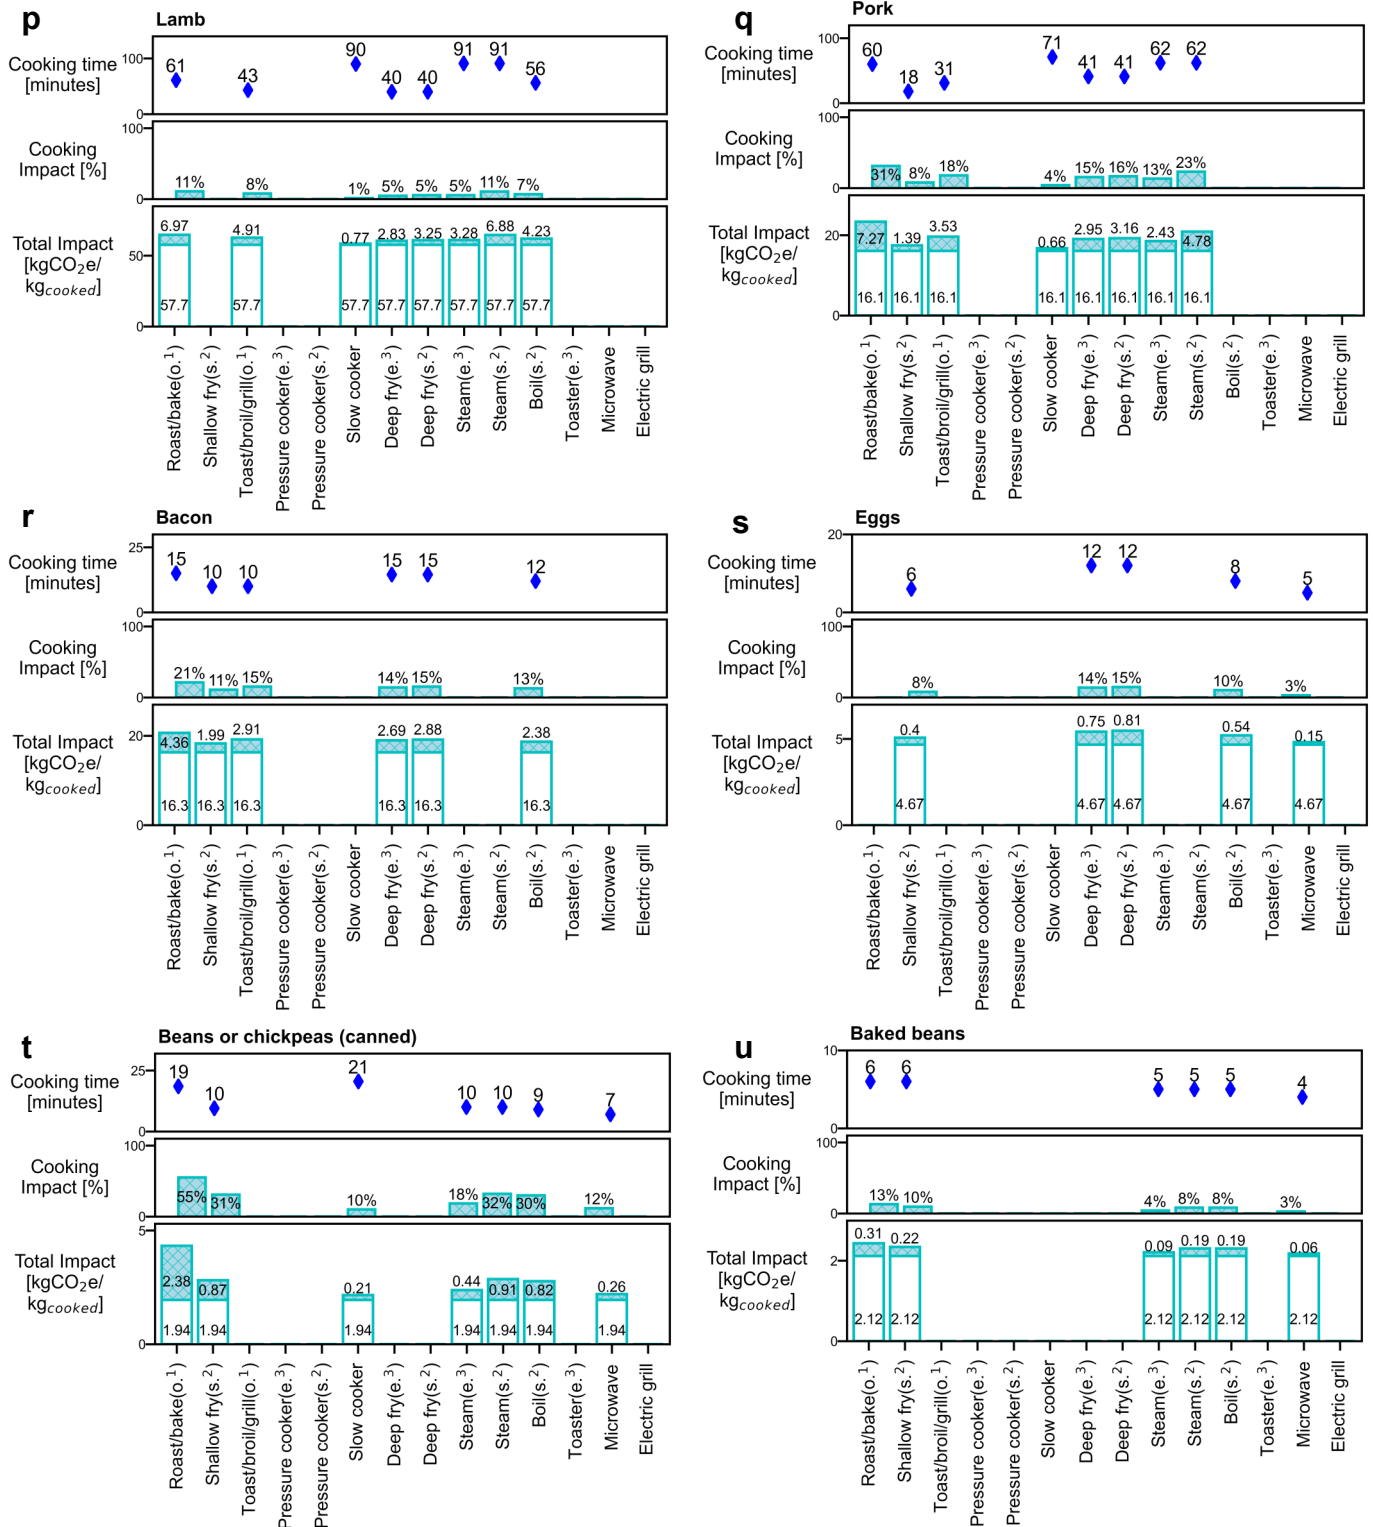 p
Lamb
Cooking time
[minutes]
100
0
61
43
90
40
40
91
91
56
Cooking
Impact [%]
100
0
11%
8%
1%
5%
5%
5%
11%
7%
Total Impact
[kgCO2e/
kgcooked]
50
0
6.97
4.91
0.77
2.83
3.25
3.28
6.88
4.23
57.7
57.7
57.7
57.7
57.7
57.7
57.7
57.7
Roast/bake(o.1)
Shallow fry(s.2)
Toast/broil/grill(o.1)
Pressure cooker(e.3)
Pressure cooker(s.2)
Slow cooker
Deep fry(e.3)
Deep fry(s.2)
Steam(e.3)
Steam(s.2)
Boil(s.2)
Toaster(e.3)
Microwave
Electric grill
q
Pork
Cooking time
[minutes]
100
0
60
18
31
71
41
41
62
62
Cooking
Impact [%]
100
0
31%
8%
18%
4%
15%
16%
13%
23%
Total Impact
[kgCO2e/
kgcooked]
20
0
7.27
1.39
3.53
0.66
2.95
3.16
2.43
4.78
16.1
16.1
16.1
16.1
16.1
16.1
16.1
16.1
Roast/bake(o.1)
Shallow fry(s.2)
Toast/broil/grill(o.1)
Pressure cooker(e.3)
Pressure cooker(s.2)
Slow cooker
Deep fry(e.3)
Deep fry(s.2)
Steam(e.3)
Steam(s.2)
Boil(s.2)
Toaster(e.3)
Microwave
Electric grill
r
Bacon
Cooking time
[minutes]
25
0
15
10
10
15
15
12
Cooking
Impact [%]
100
0
21%
11%
15%
14%
15%
13%
Total Impact
[kgCO2e/
kgcooked]
20
0
4.36
1.99
2.91
2.69
2.88
2.38
16.3
16.3
16.3
16.3
16.3
16.3
Roast/bake(o.1)
Shallow fry(s.2)
Toast/broil/grill(o.1)
Pressure cooker(e.3)
Pressure cooker(s.2)
Slow cooker
Deep fry(e.3)
Deep fry(s.2)
Steam(e.3)
Steam(s.2)
Boil(s.2)
Toaster(e.3)
Microwave
Electric grill
s
Eggs
Cooking time
[minutes]
20
0
6
12
12
8
5
Cooking
Impact [%]
100
0
8%
14%
15%
10%
3%
Total Impact
[kgCO2e/
kgcooked]
5
0
0.4
0.75
0.81
0.54
0.15
4.67
4.67
4.67
4.67
4.67
Roast/bake(o.1)
Shallow fry(s.2)
Toast/broil/grill(o.1)
Pressure cooker(e.3)
Pressure cooker(s.2)
Slow cooker
Deep fry(e.3)
Deep fry(s.2)
Steam(e.3)
Steam(s.2)
Boil(s.2)
Toaster(e.3)
Microwave
Electric grill
t
Beans or chickpeas (canned)
Cooking time
[minutes]
25
0
19
10
21
10
10
9
7
Cooking
Impact [%]
100
0
55%
31%
10%
18%
32%
30%
12%
Total Impact
[kgCO2e/
kgcooked]
5
0
2.38
0.87
0.21
0.44
0.91
0.82
0.26
1.94
1.94
1.94
1.94
1.94
1.94
1.94
Roast/bake(o.1)
Shallow fry(s.2)
Toast/broil/grill(o.1)
Pressure cooker(e.3)
Pressure cooker(s.2)
Slow cooker
Deep fry(e.3)
Deep fry(s.2)
Steam(e.3)
Steam(s.2)
Boil(s.2)
Toaster(e.3)
Microwave
Electric grill
u
Baked beans
Cooking time
[minutes]
10
0
6
6
5
5
5
4
Cooking
Impact [%]
100
0
13%
10%
4%
8%
8%
3%
Total Impact
[kgCO2e/
kgcooked]
2
0
0.31
0.22
0.09
0.19
0.19
0.06
2.12
2.12
2.12
2.12
2.12
2.12
Roast/bake(o.1)
Shallow fry(s.2)
Toast/broil/grill(o.1)
Pressure cooker(e.3)
Pressure cooker(s.2)
Slow cooker
Deep fry(e.3)
Deep fry(s.2)
Steam(e.3)
Steam(s.2)
Boil(s.2)
Toaster(e.3)
Microwave
Electric grill